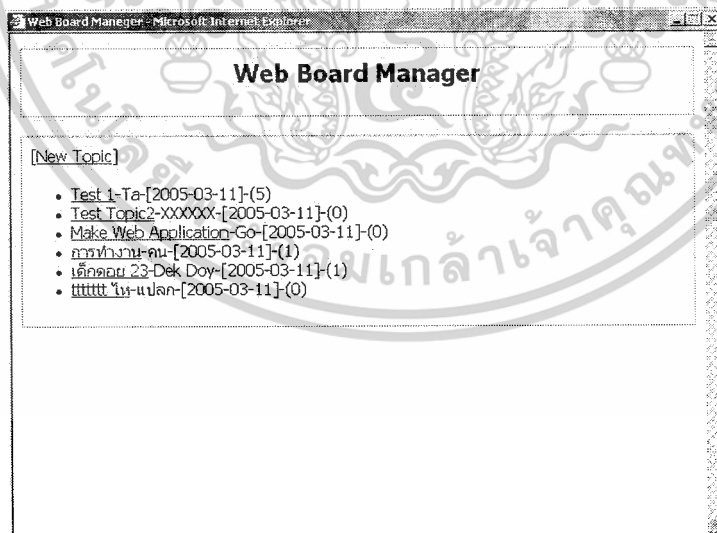 Web Board Maneger - Microsoft Internet Explorer
Web Board Manager
[New Topic]
• Test 1-Ta-[2005-03-11]-(5)
• Test Topic2-XXXXXX-[2005-03-11]-(0)
• Make Web Application-Go-[2005-03-11]-(0)
• การทำงาน-คน-[2005-03-11]-(1)
• เด็กดอย 23-Dek Doy-[2005-03-11]-(1)
• ttttttt ไห-แปลก-[2005-03-11]-(0)